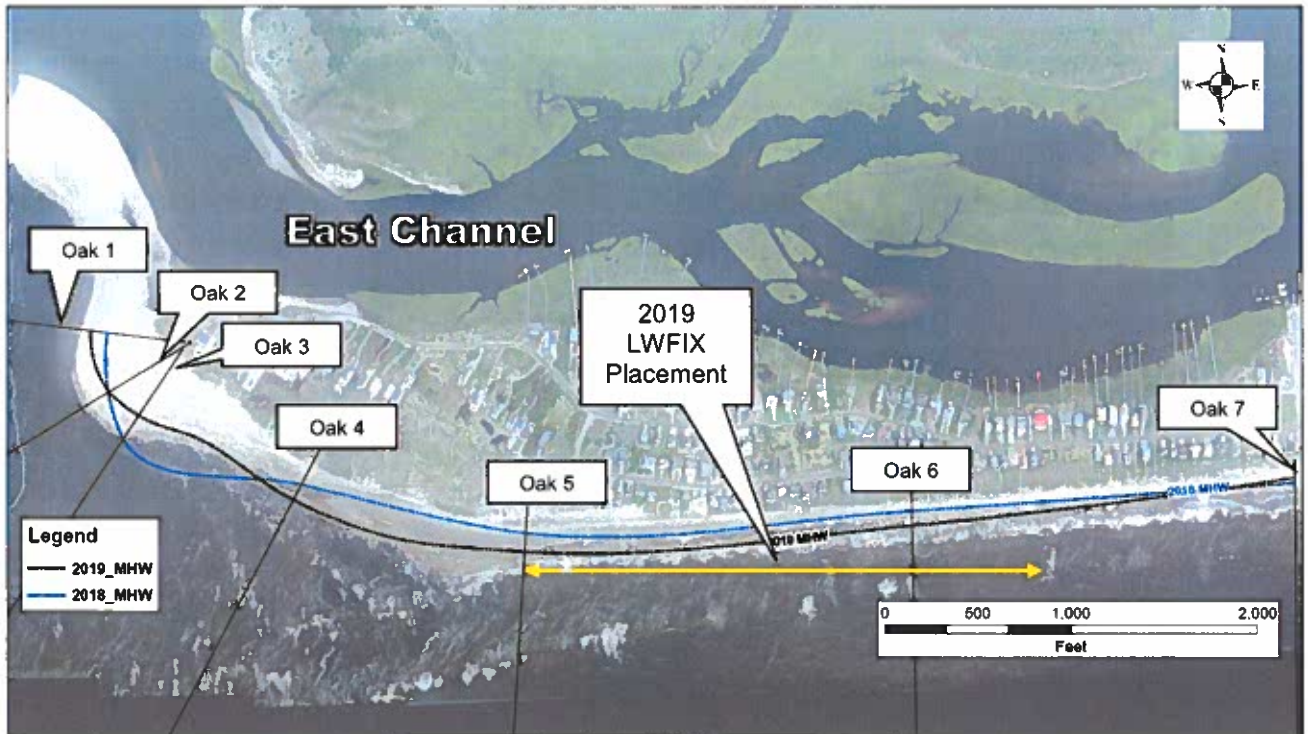 N
W E
S
East Channel
Oak 1
Oak 2
Oak 3
2019
LWFIX
Placement
Oak 4
Oak 5
Oak 6
Oak 7
2018 MHW
2019 MHW
Legend
2019_MHW
2018_MHW
0 500 1,000 2,000
Feet